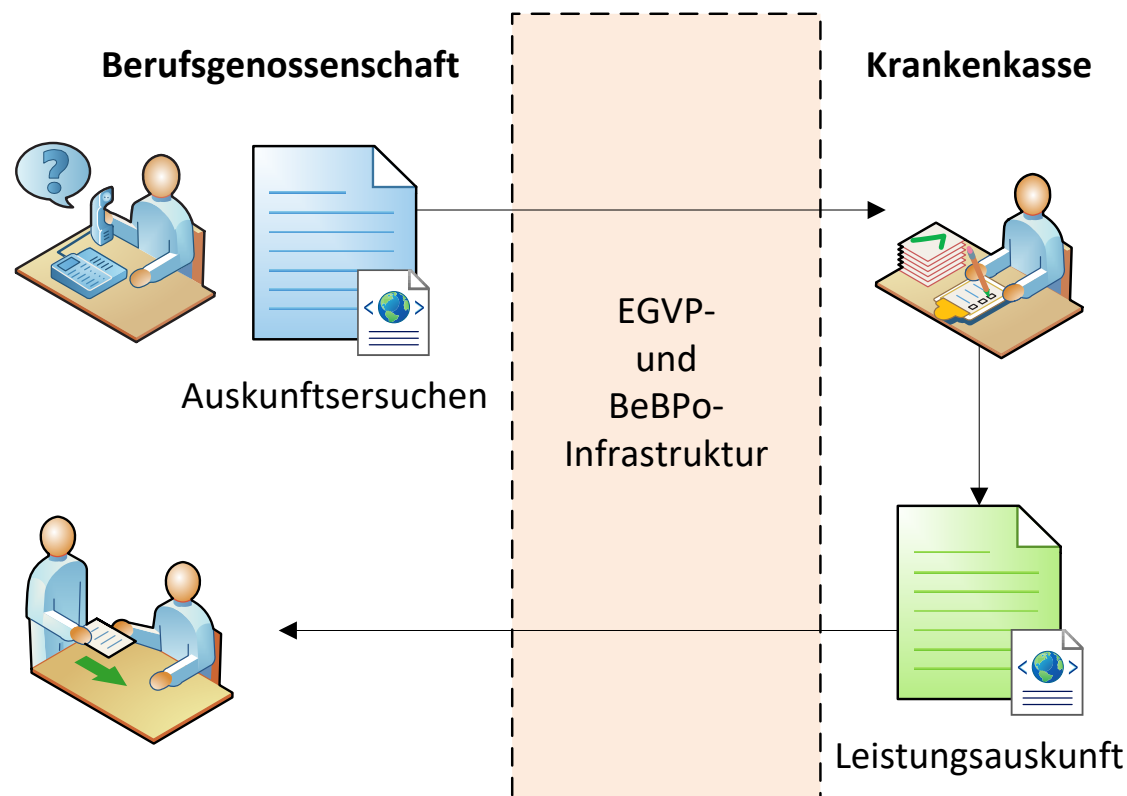 Berufsgenossenschaft
Krankenkasse
?
Auskunftsersuchen
EGVP-
und
BeBPo-
Infrastruktur
Leistungsauskunft